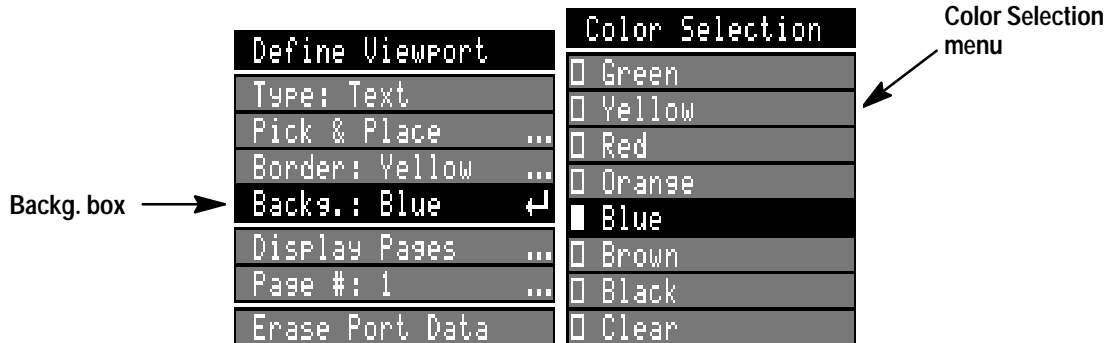 Define Viewport
Type: Text
Pick & Place ...
Border: Yellow ...
Backg.: Blue ↵
Display Pages ...
Page #: 1 ...
Erase Port Data
Backg. box
Color Selection
Green
Yellow
Red
Orange
Blue
Brown
Black
Clear
Color Selection
menu